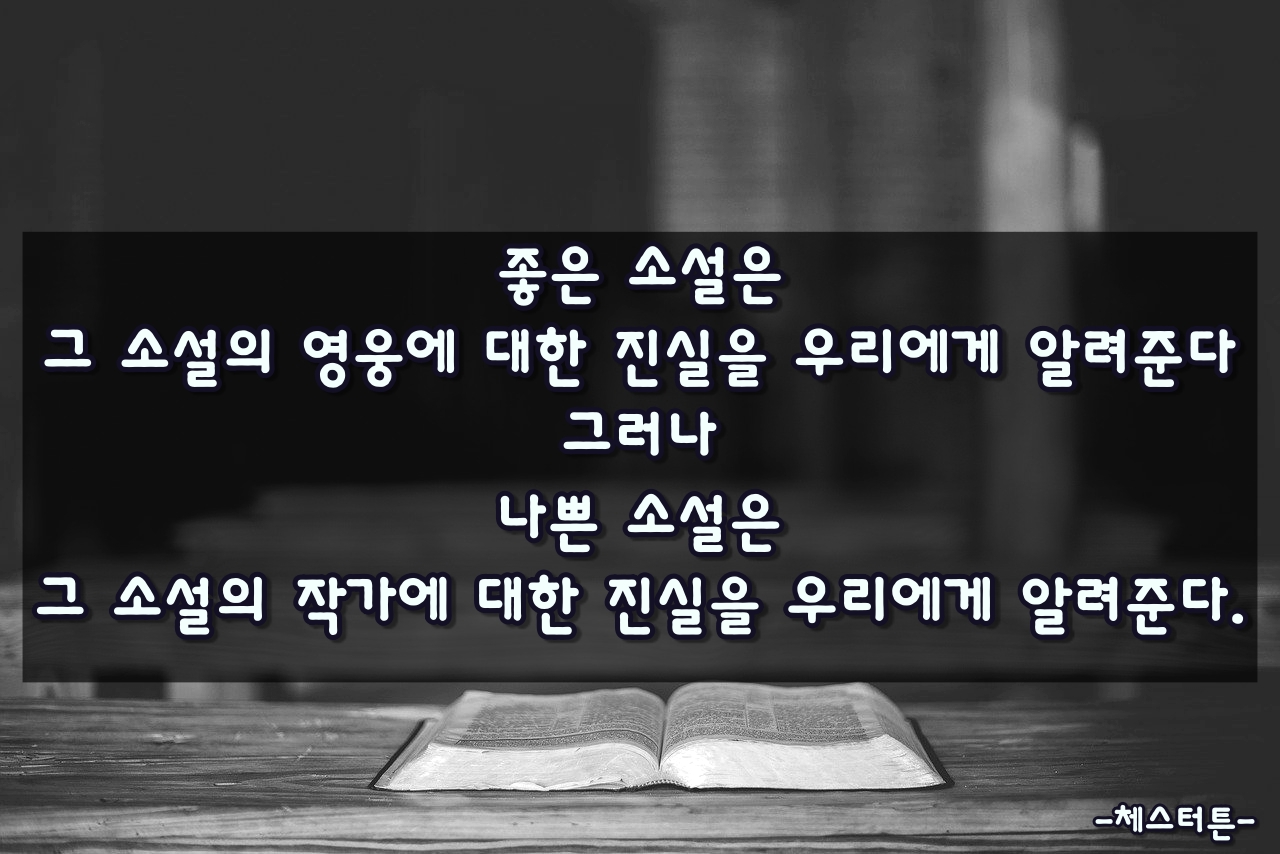 좋은 소설은
그 소설의 영웅에 대한 진실을 우리에게 알려준다
그러나
나쁜 소설은
그 소설의 작가에 대한 진실을 우리에게 알려준다.
-체스터튼-